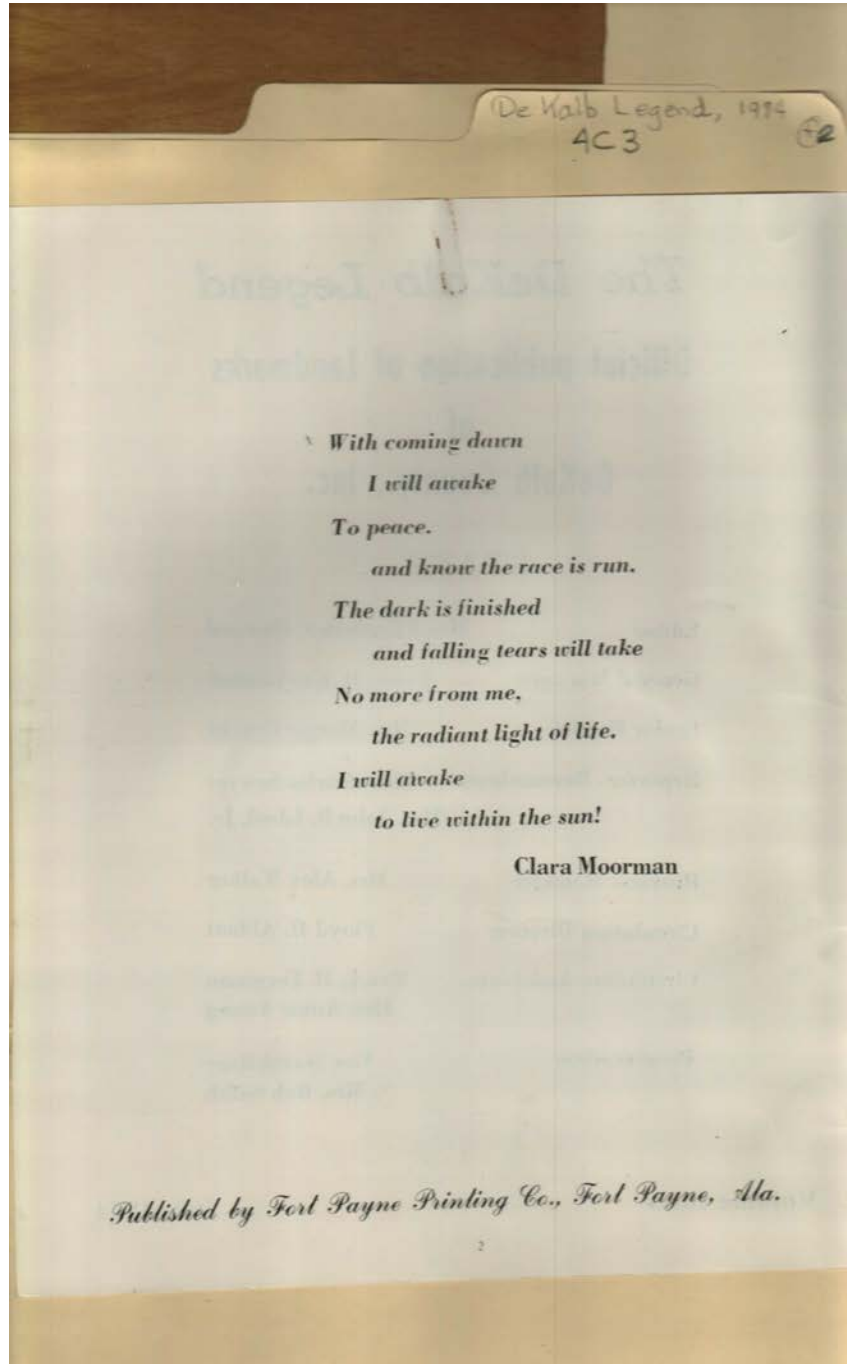 De Kalb Legend, 1974
4C3
With coming dawn
I will awake
To peace.
and know the race is run.
The dark is finished
and falling tears will take
No more from me,
the radiant light of life.
I will awake
to live within the sun!
Clara Moorman
Published by Fort Payne Printing Co., Fort Payne, Ala.
2